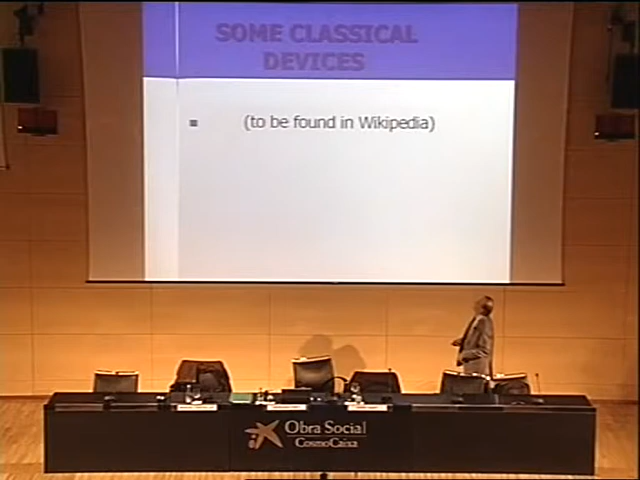 SOME CLASSICAL
DEVICES
▪ (to be found in Wikipedia)
Obra Social
CosmoCaixa